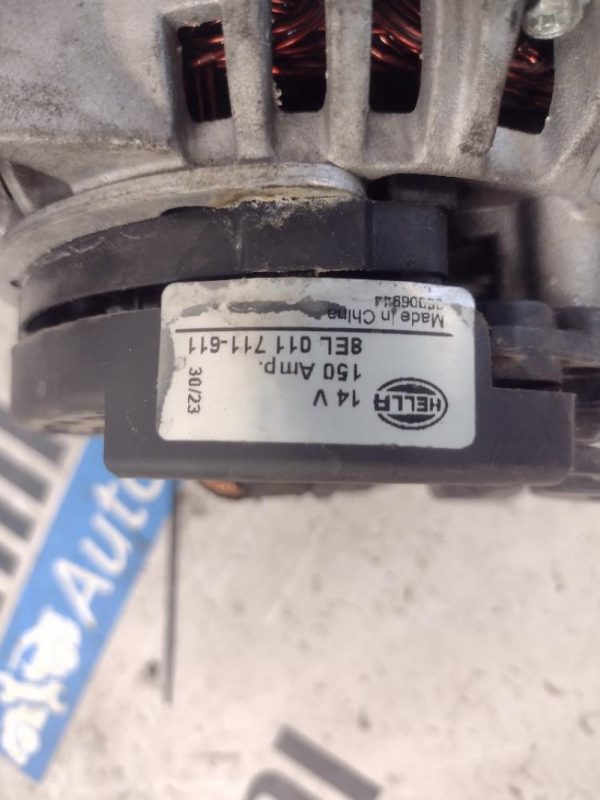 HELLA
14 V
150 Amp.
8EL 011 711-611
30/23
Made in China
Auto